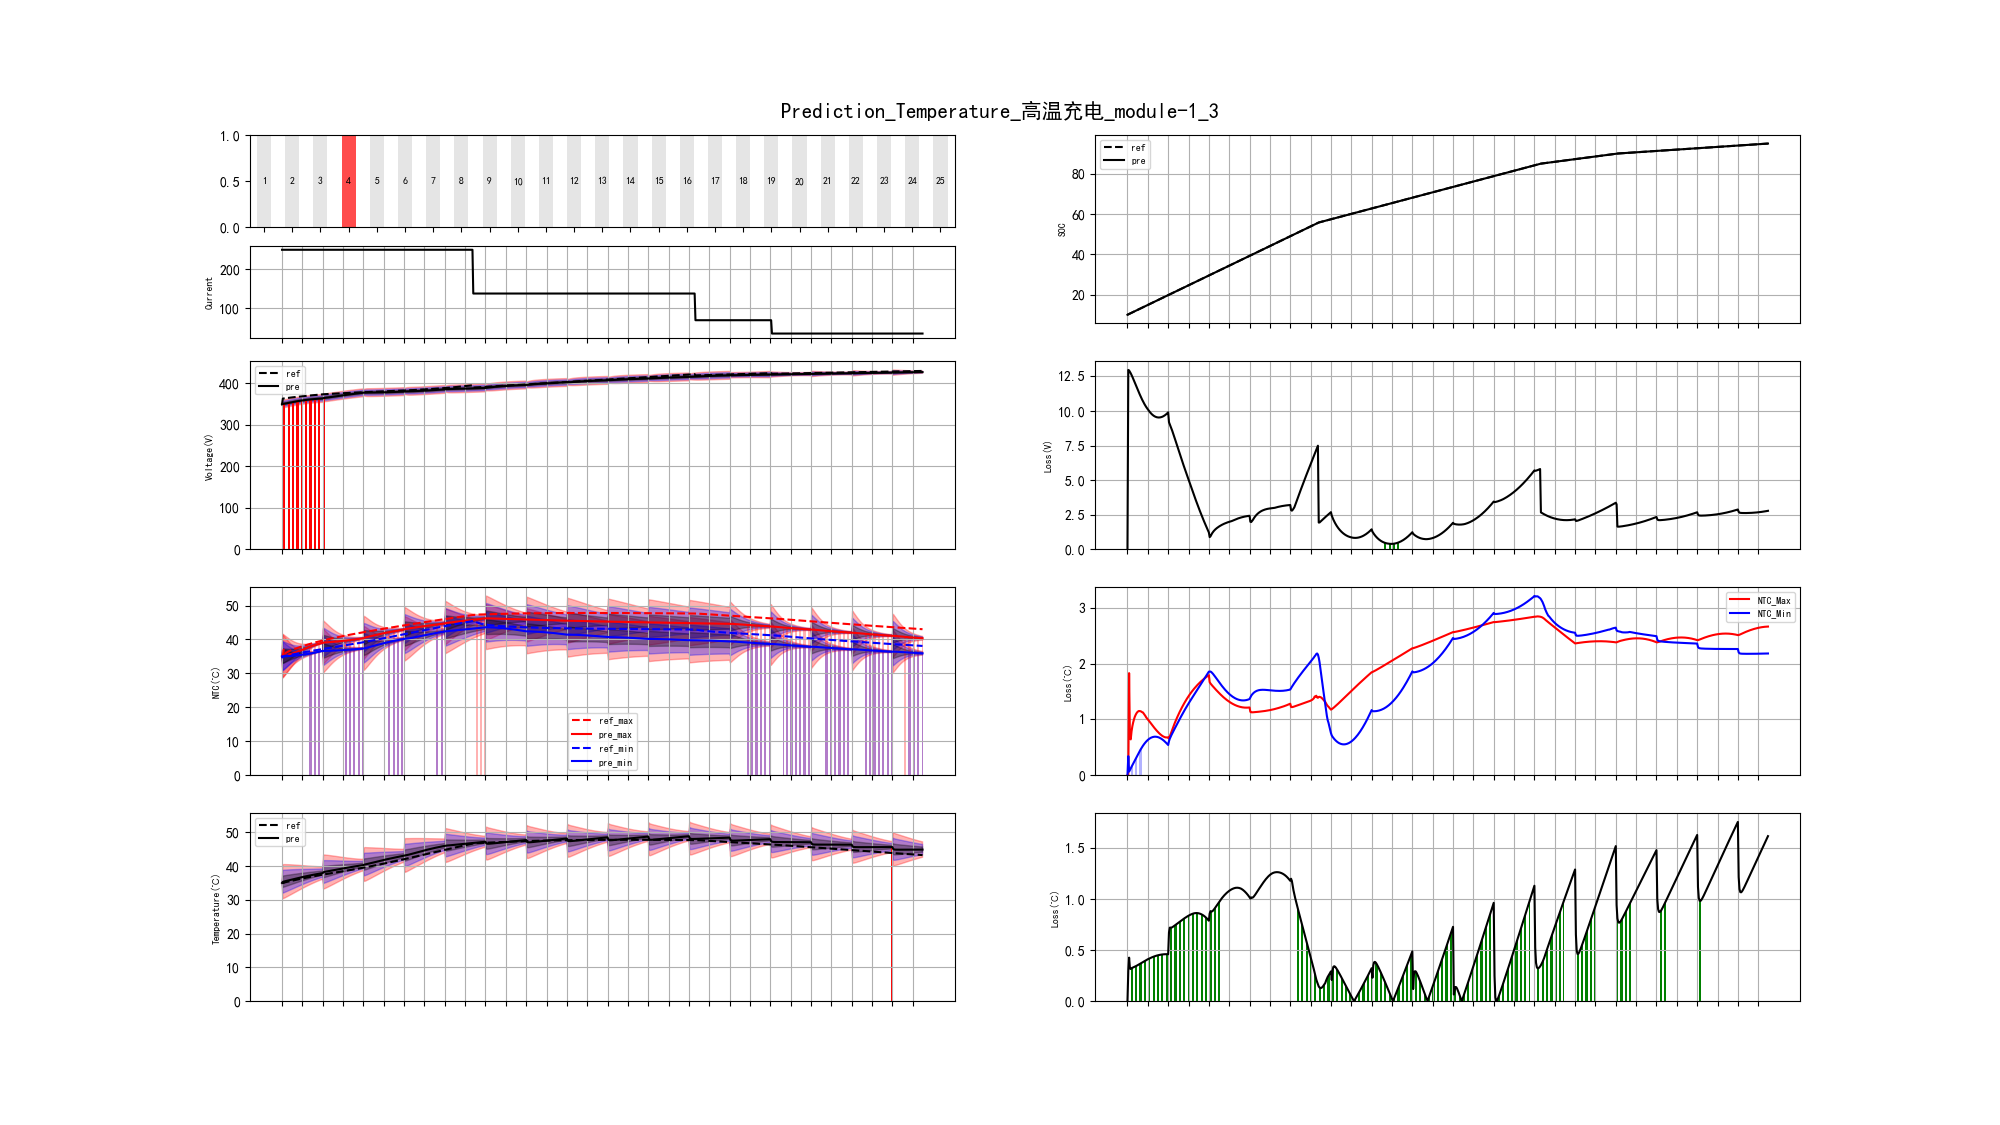 Prediction_Temperature_高温充电_module-1_3
1.0
0.5
0.0
1 2 3 4 5 6 7 8 9 10 11 12 13 14 15 16 17 18 19 20 21 22 23 24 25
Current
200
100
Voltage(V)
400
300
200
100
0
ref
pre
NTC(℃)
50
40
30
20
10
0
ref_max
pre_max
ref_min
pre_min
Temperature(℃)
50
40
30
20
10
0
ref
pre
SOC
80
60
40
20
ref
pre
Loss(V)
12.5
10.0
7.5
5.0
2.5
0.0
Loss(℃)
3
2
1
0
NTC_Max
NTC_Min
Loss(℃)
1.5
1.0
0.5
0.0